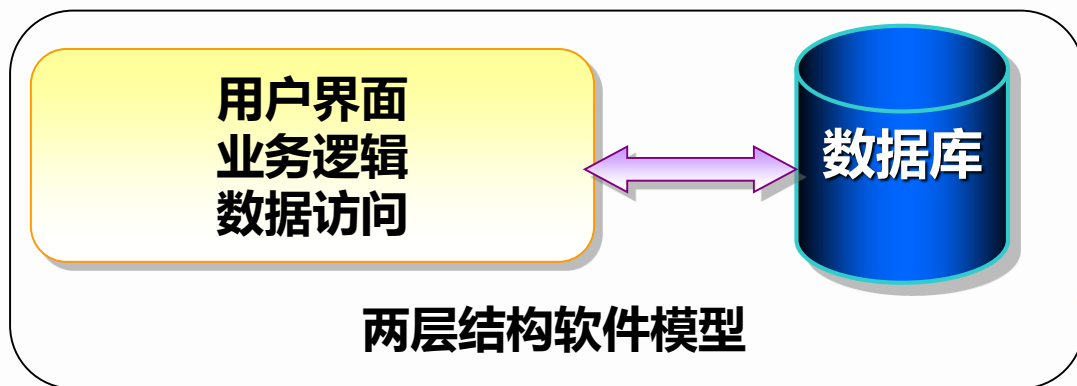 用户界面
业务逻辑
数据访问
数据库
两层结构软件模型